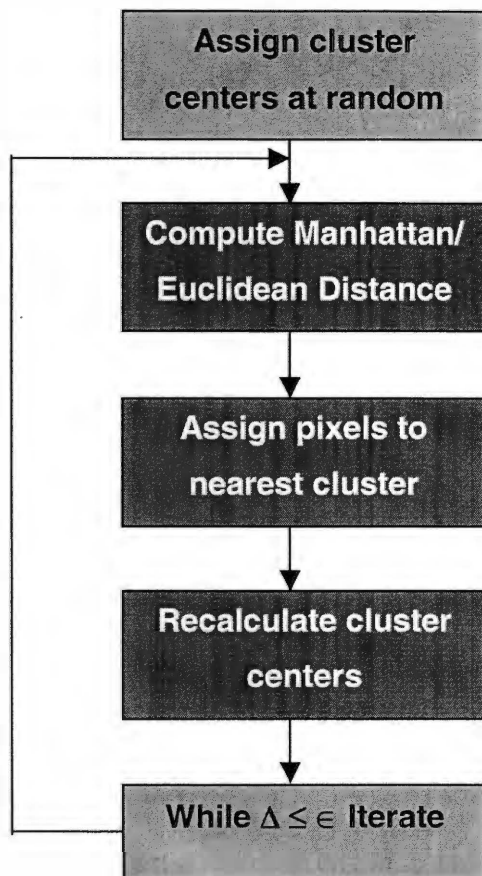 Assign cluster
centers at random
Compute Manhattan/
Euclidean Distance
Assign pixels to
nearest cluster
Recalculate cluster
centers
While Δ ≤ ∈ Iterate